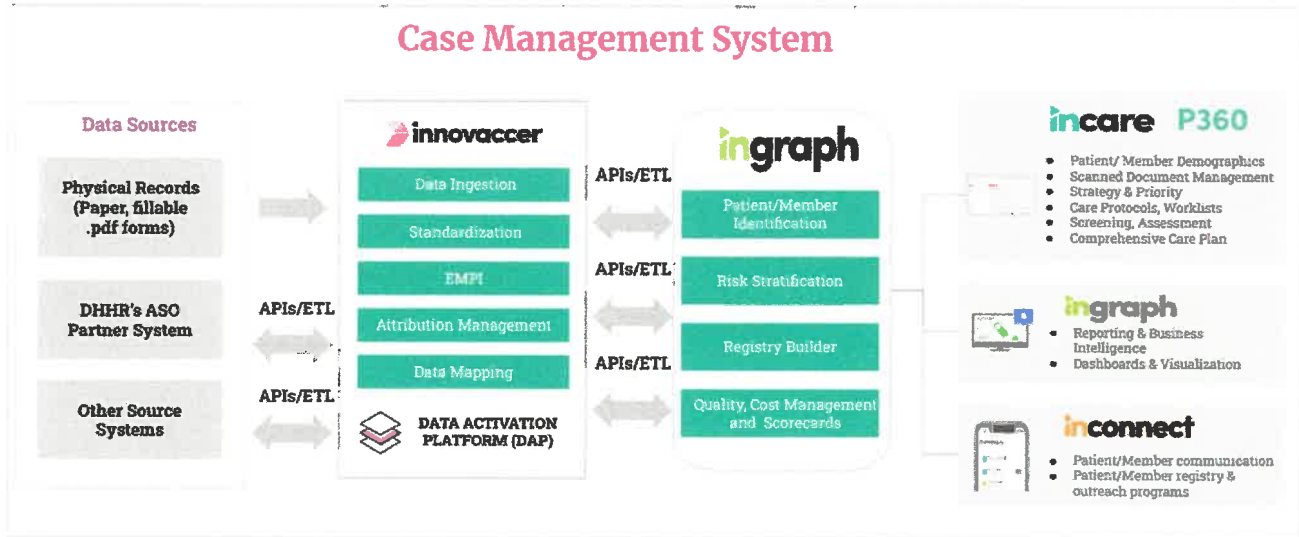 Case Management System
Data Sources
Physical Records
(Paper, fillable
.pdf forms)
DHHR's ASO
Partner System
Other Source
Systems
APIs/ETL
APIs/ETL
innovaccer
Data Ingestion
Standardization
EMPI
Attribution Management
Data Mapping
DATA ACTIVATION
PLATFORM (DAP)
APIs/ETL
APIs/ETL
APIs/ETL
ingraph
Patient/Member
Identification
Risk Stratification
Registry Builder
Quality, Cost Management
and Scorecards
incare P360
• Patient/ Member Demographics
• Scanned Document Management
• Strategy & Priority
• Care Protocols, Worklists
• Screening, Assessment
• Comprehensive Care Plan
ingraph
• Reporting & Business
Intelligence
• Dashboards & Visualization
inconnect
• Patient/Member communication
• Patient/Member registry &
outreach programs